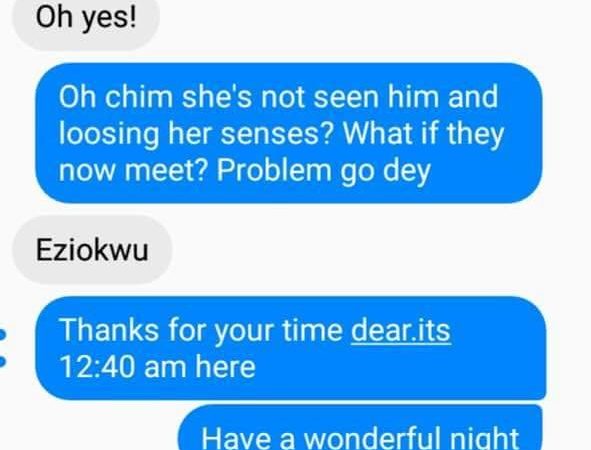 Oh yes!
Oh chim she's not seen him and
loosing her senses? What if they
now meet? Problem go dey
Eziokwu
Thanks for your time dear.its
12:40 am here
Have a wonderful night